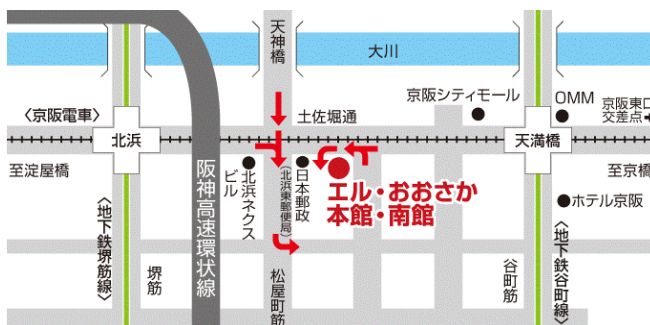 天神橋
大川
〈京阪電車〉
土佐堀通
京阪シティモール
OMM
京阪東口
交差点
北浜
天満橋
至淀屋橋
至京橋
阪神高速環状線
北浜ネクス
ビル
日本郵政
(北浜東郵便局)
エル・おおさか
本館・南館
ホテル京阪
〈地下鉄堺筋線〉
堺筋
松屋町筋
谷町筋
〈地下鉄谷町線〉